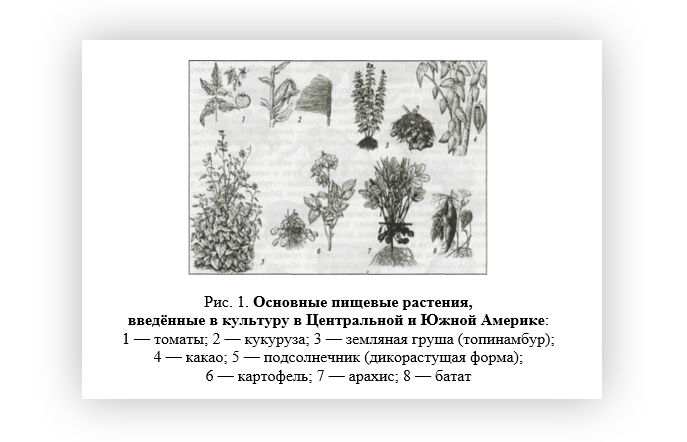 1
2
3
4
5
6
7
8
Рис. 1. Основные пищевые растения,
введённые в культуру в Центральной и Южной Америке:
1 — томаты; 2 — кукуруза; 3 — земляная груша (топинамбур);
4 — какао; 5 — подсолнечник (дикорастущая форма);
6 — картофель; 7 — арахис; 8 — батат